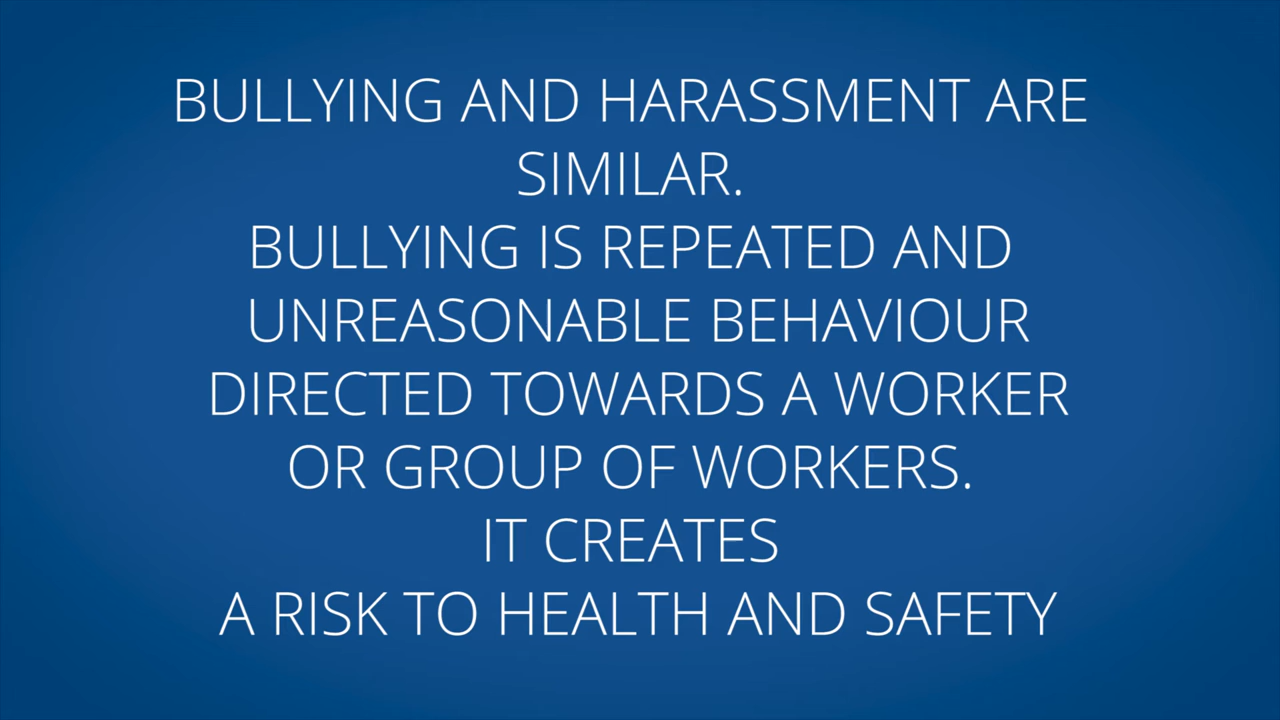 BULLYING AND HARASSMENT ARE
SIMILAR.
BULLYING IS REPEATED AND
UNREASONABLE BEHAVIOUR
DIRECTED TOWARDS A WORKER
OR GROUP OF WORKERS.
IT CREATES
A RISK TO HEALTH AND SAFETY